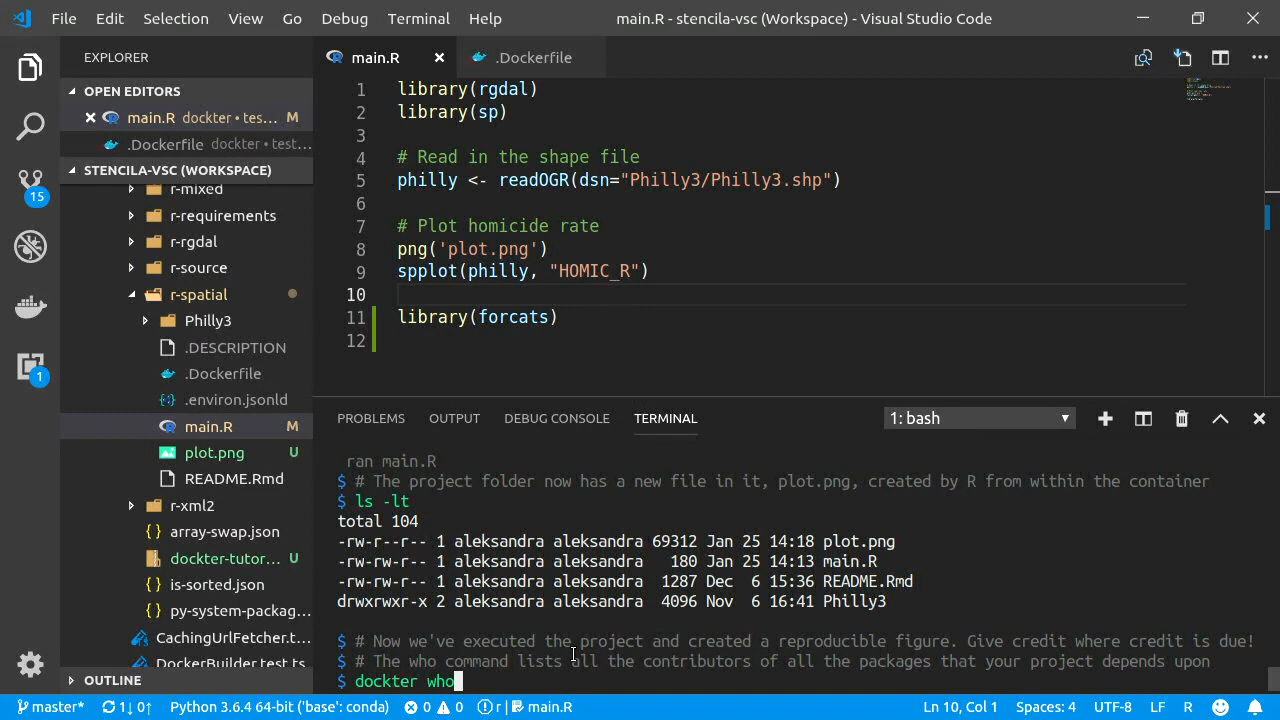 File Edit Selection View Go Debug Terminal Help main.R - stencila-vsc (Workspace) - Visual Studio Code
EXPLORER
OPEN EDITORS
main.R dockter • tes... M
.Dockerfile dockter • test...
STENCILA-VSC (WORKSPACE)
r-mixed
r-requirements
r-rgdal
r-source
r-spatial
Philly3
.DESCRIPTION
.Dockerfile
.environ.jsonld
main.R M
plot.png U
README.Rmd
r-xml2
array-swap.json
dockter-tutor... U
is-sorted.json
py-system-packag...
CachingUrlFetcher.t...
DockerBuilder.test.ts
OUTLINE
15
1
main.R .Dockerfile
1 library(rgdal)
2 library(sp)
3
4 # Read in the shape file
5 philly <- readOGR(dsn="Philly3/Philly3.shp")
6
7 # Plot homicide rate
8 png('plot.png')
9 spplot(philly, "HOMIC_R")
10
11 library(forcats)
12
PROBLEMS OUTPUT DEBUG CONSOLE TERMINAL 1: bash
ran main.R
$ # The project folder now has a new file in it, plot.png, created by R from within the container
$ ls -lt
total 104
-rw-r--r-- 1 aleksandra aleksandra 69312 Jan 25 14:18 plot.png
-rw-rw-r-- 1 aleksandra aleksandra 180 Jan 25 14:13 main.R
-rw-rw-r-- 1 aleksandra aleksandra 1287 Dec 6 15:36 README.Rmd
drwxrwxr-x 2 aleksandra aleksandra 4096 Nov 6 16:41 Philly3
$ # Now we've executed the project and created a reproducible figure. Give credit where credit is due!
$ # The who command lists all the contributors of all the packages that your project depends upon
$ dockter who
master* 1↓ 0↑ Python 3.6.4 64-bit ('base': conda) 0 0 r | main.R Ln 10, Col 1 Spaces: 4 UTF-8 LF R